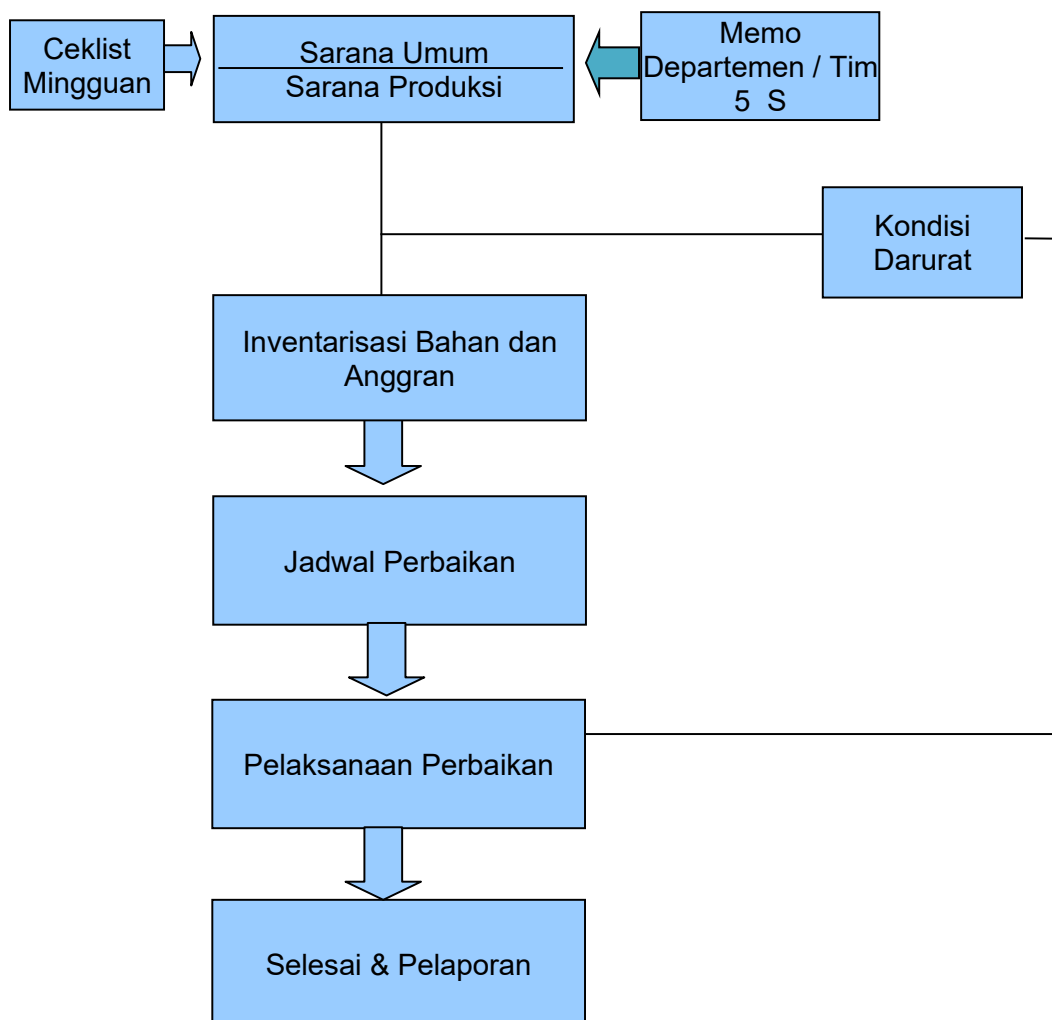 Ceklist
Mingguan
Sarana Umum
Sarana Produksi
Memo
Departemen / Tim
5 S
Kondisi
Darurat
Inventarisasi Bahan dan
Anggran
Jadwal Perbaikan
Pelaksanaan Perbaikan
Selesai & Pelaporan